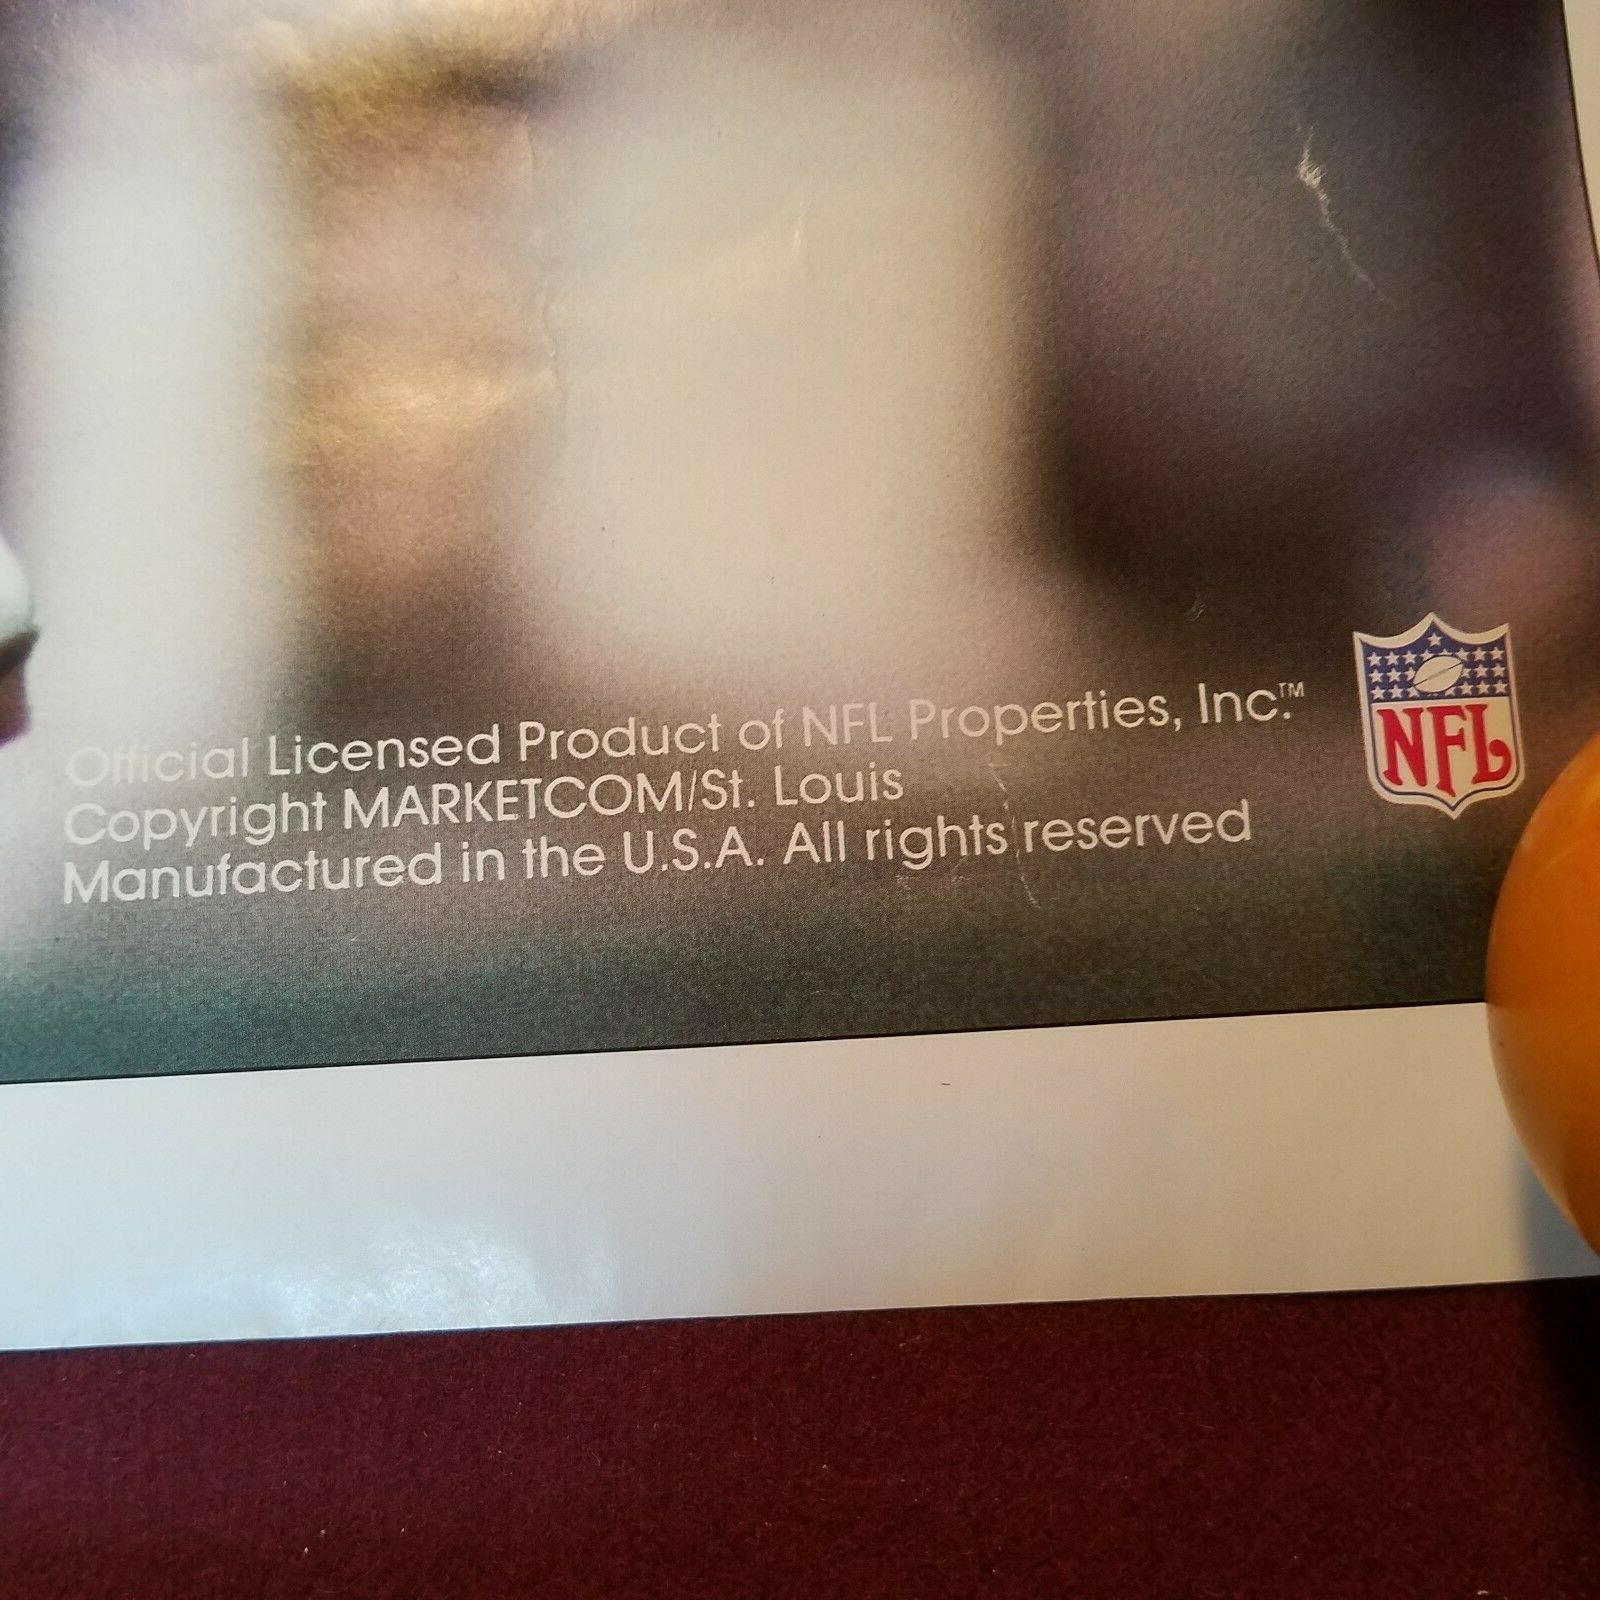 Official Licensed Product of NFL Properties, Inc.™
Copyright MARKETCOM/St. Louis
Manufactured in the U.S.A. All rights reserved
NFL